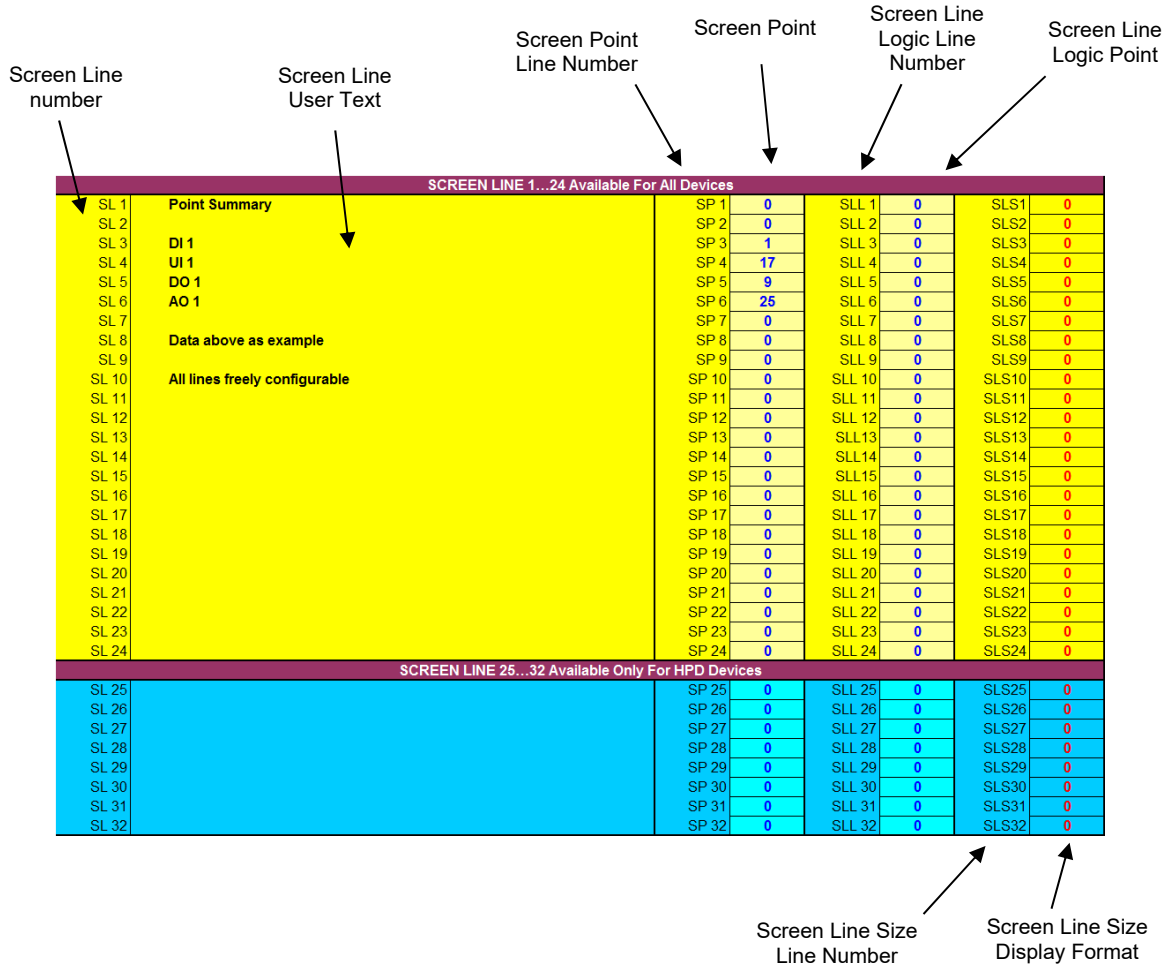 Screen Line
number
Screen Line
User Text
Screen Point
Line Number
Screen Point
Screen Line
Logic Line
Number
Screen Line
Logic Point
SCREEN LINE 1…24 Available For All Devices
SL 1 Point Summary SP 1 0 SLL 1 0 SLS1 0
SL 2 SP 2 0 SLL 2 0 SLS2 0
SL 3 DI 1 SP 3 1 SLL 3 0 SLS3 0
SL 4 UI 1 SP 4 17 SLL 4 0 SLS4 0
SL 5 DO 1 SP 5 9 SLL 5 0 SLS5 0
SL 6 AO 1 SP 6 25 SLL 6 0 SLS6 0
SL 7 SP 7 0 SLL 7 0 SLS7 0
SL 8 Data above as example SP 8 0 SLL 8 0 SLS8 0
SL 9 SP 9 0 SLL 9 0 SLS9 0
SL 10 All lines freely configurable SP 10 0 SLL 10 0 SLS10 0
SL 11 SP 11 0 SLL 11 0 SLS11 0
SL 12 SP 12 0 SLL 12 0 SLS12 0
SL 13 SP 13 0 SLL13 0 SLS13 0
SL 14 SP 14 0 SLL14 0 SLS14 0
SL 15 SP 15 0 SLL15 0 SLS15 0
SL 16 SP 16 0 SLL 16 0 SLS16 0
SL 17 SP 17 0 SLL 17 0 SLS17 0
SL 18 SP 18 0 SLL 18 0 SLS18 0
SL 19 SP 19 0 SLL 19 0 SLS19 0
SL 20 SP 20 0 SLL 20 0 SLS20 0
SL 21 SP 21 0 SLL 21 0 SLS21 0
SL 22 SP 22 0 SLL 22 0 SLS22 0
SL 23 SP 23 0 SLL 23 0 SLS23 0
SL 24 SP 24 0 SLL 24 0 SLS24 0
SCREEN LINE 25…32 Available Only For HPD Devices
SL 25 SP 25 0 SLL 25 0 SLS25 0
SL 26 SP 26 0 SLL 26 0 SLS26 0
SL 27 SP 27 0 SLL 27 0 SLS27 0
SL 28 SP 28 0 SLL 28 0 SLS28 0
SL 29 SP 29 0 SLL 29 0 SLS29 0
SL 30 SP 30 0 SLL 30 0 SLS30 0
SL 31 SP 31 0 SLL 31 0 SLS31 0
SL 32 SP 32 0 SLL 32 0 SLS32 0
Screen Line Size
Line Number
Screen Line Size
Display Format